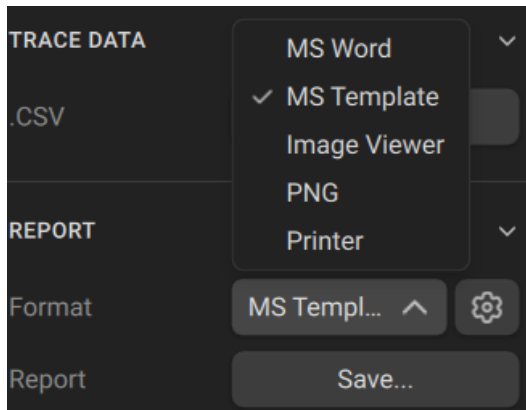 TRACE DATA
MS Word
MS Template
.CSV
Image Viewer
PNG
REPORT
Printer
Format
MS Templ...
Report
Save...